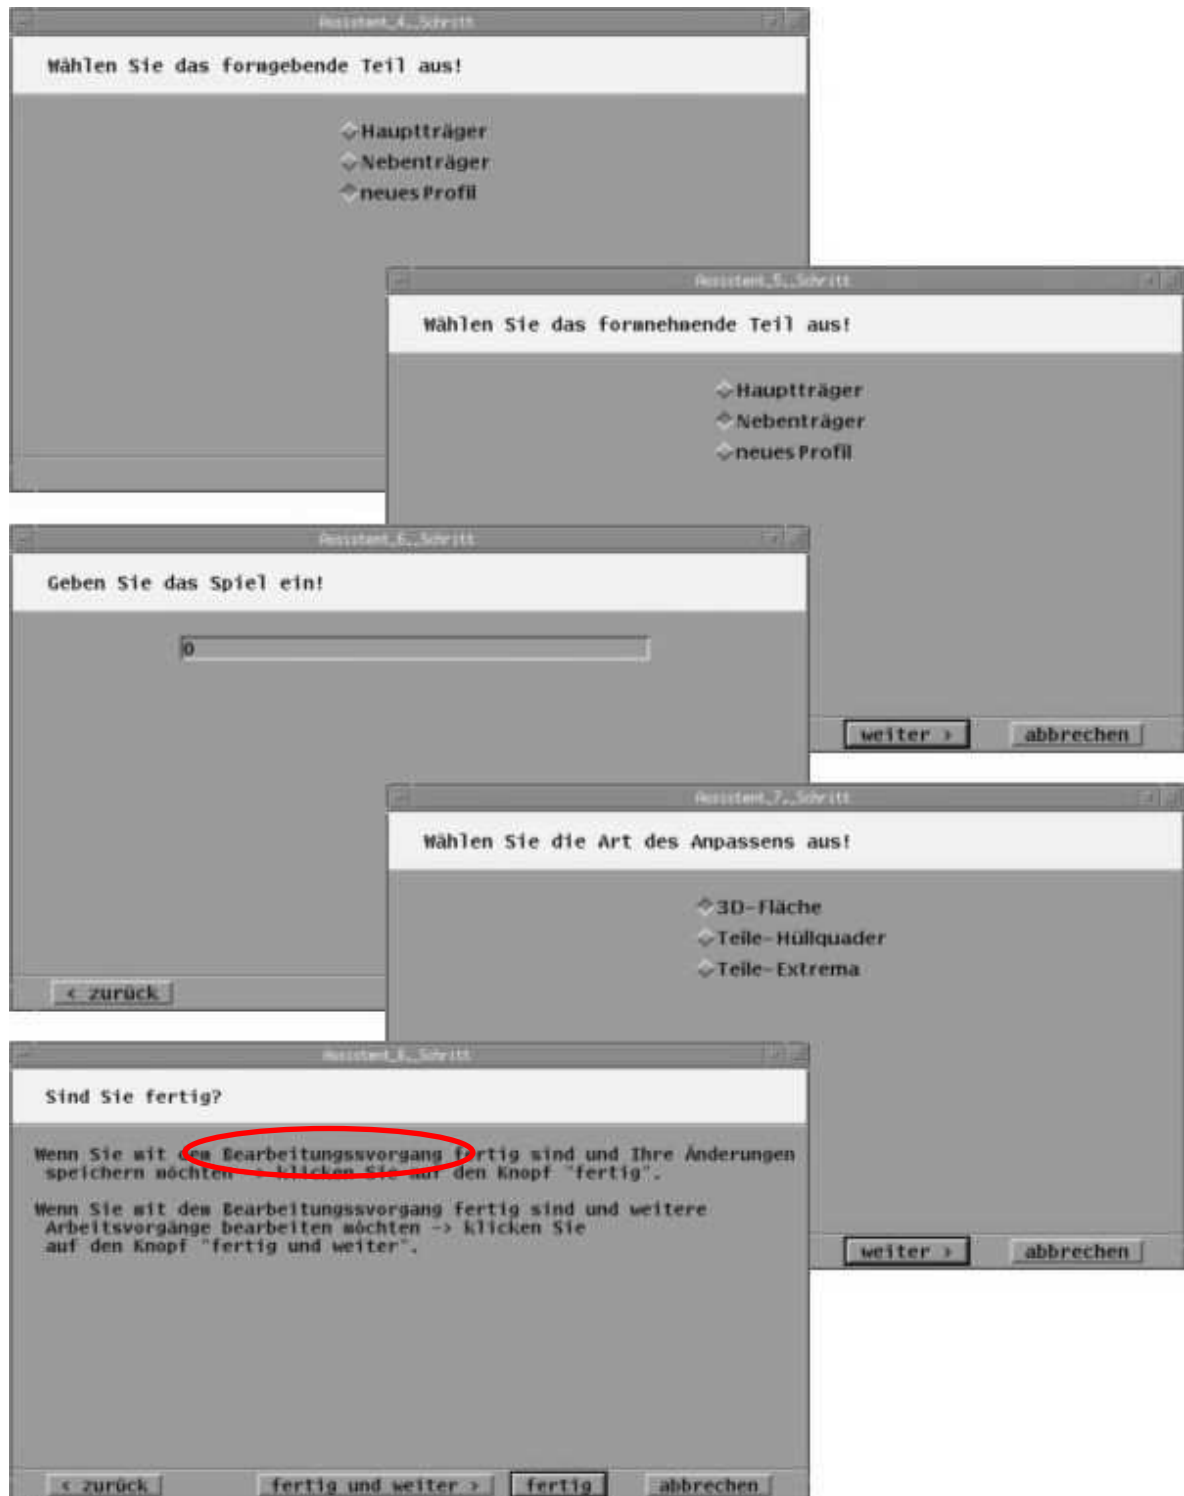 Assistent_4._Schritt
Wählen Sie das formgebende Teil aus!
Hauptträger
Nebenträger
neues Profil
Assistent_5._Schritt
Wählen Sie das formnehmende Teil aus!
Hauptträger
Nebenträger
neues Profil
weiter >
abbrechen
Assistent_6._Schritt
Geben Sie das Spiel ein!
0
< zurück
Assistent_7._Schritt
Wählen Sie die Art des Anpassens aus!
3D-Fläche
Teile-Hüllquader
Teile-Extrema
weiter >
abbrechen
Assistent_8._Schritt
Sind Sie fertig?
Wenn Sie mit dem Bearbeitungssvorgang fertig sind und Ihre Änderungen
speichern möchten -> klicken Sie auf den Knopf "fertig".
Wenn Sie mit dem Bearbeitungssvorgang fertig sind und weitere
Arbeitsvorgänge bearbeiten möchten -> klicken Sie
auf den Knopf "fertig und weiter".
< zurück
fertig und weiter >
fertig
abbrechen